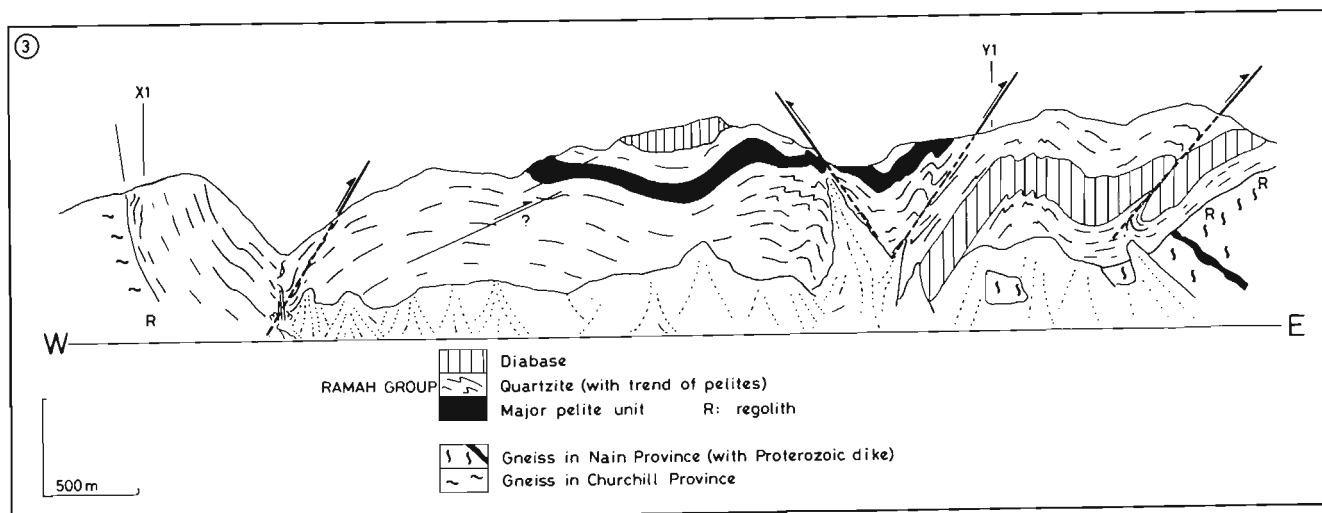 3
X1
Y1
?
R
R
R
W
E
Diabase
RAMAH GROUP
Quartzite (with trend of pelites)
Major pelite unit R: regolith
Gneiss in Nain Province (with Proterozoic dike)
Gneiss in Churchill Province
500 m